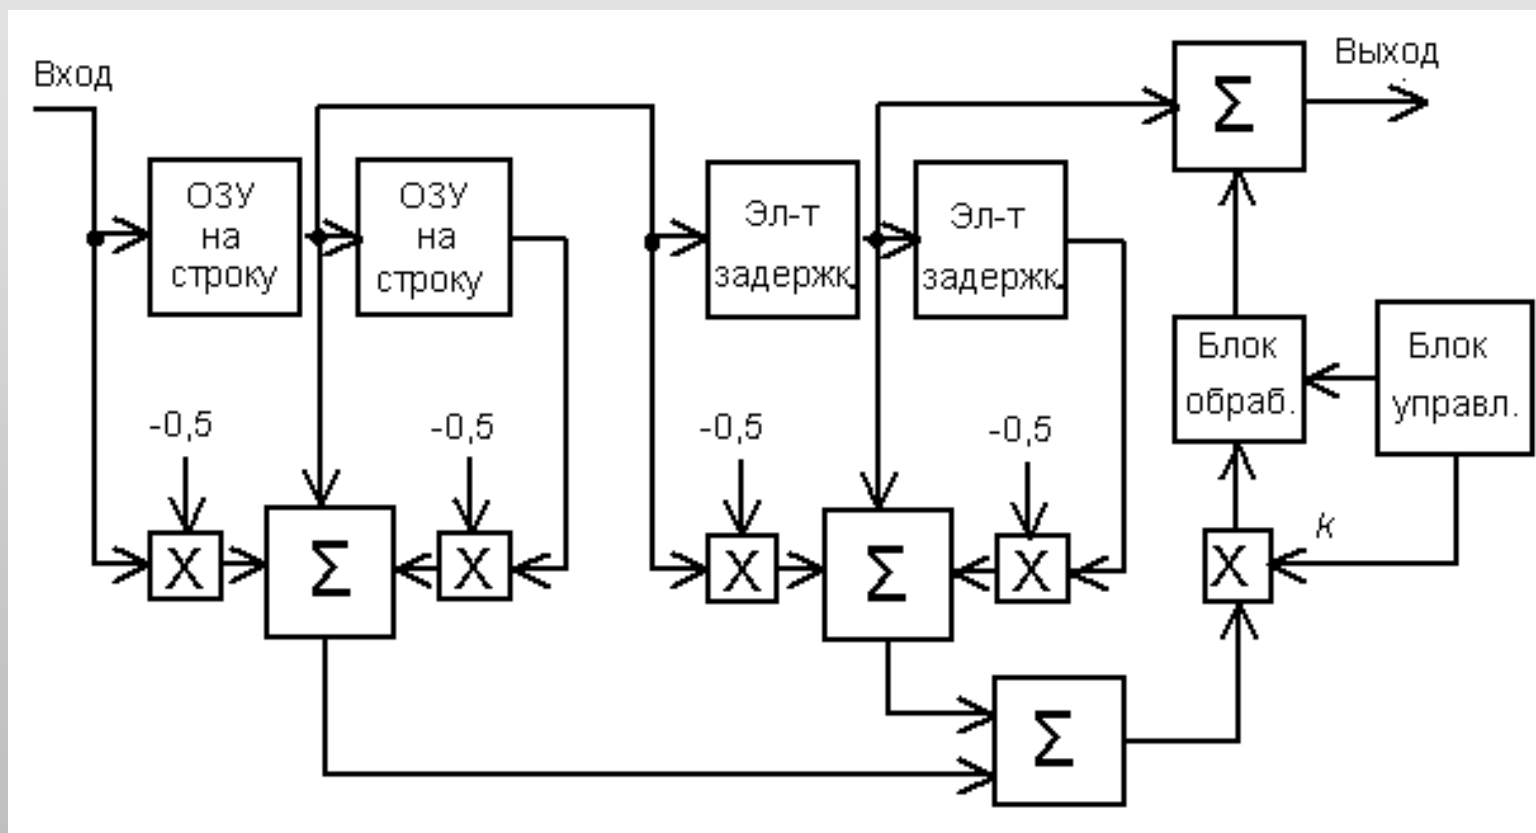 Вход
Выход
Σ
ОЗУ
на
строку
ОЗУ
на
строку
Эл-т
задержк.
Эл-т
задержк.
Блок
обраб.
Блок
управл.
-0,5
-0,5
-0,5
-0,5
X
Σ
X
X
Σ
X
X
k
Σ